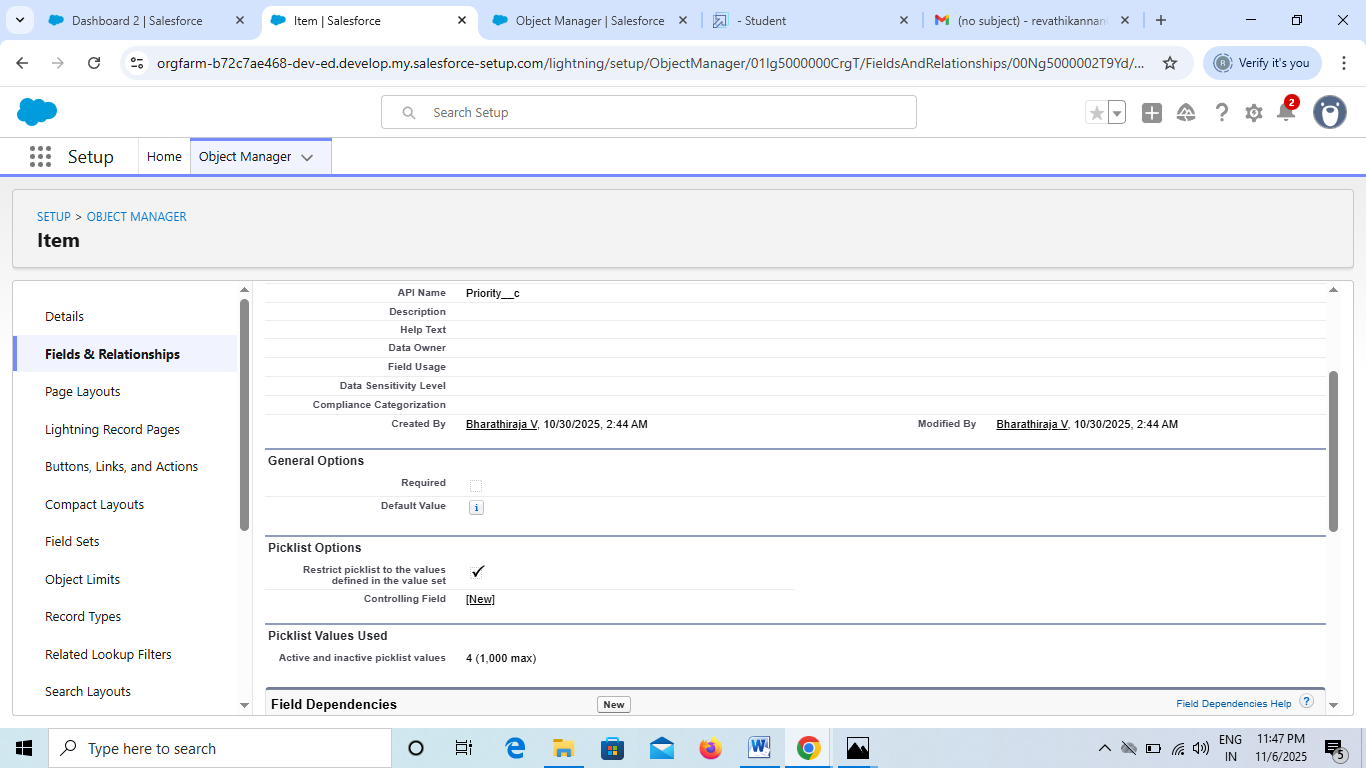 Dashboard 2 | Salesforce
Item | Salesforce
Object Manager | Salesforce
- Student
(no subject) - revathikannan
orgfarm-b72c7ae468-dev-ed.develop.my.salesforce-setup.com/lightning/setup/ObjectManager/01Ig5000000CrgT/FieldsAndRelationships/00Ng5000002T9Yd/...
R
Verify it's you
Search Setup
2
Setup
Home
Object Manager
SETUP > OBJECT MANAGER
Item
Details
Fields & Relationships
Page Layouts
Lightning Record Pages
Buttons, Links, and Actions
Compact Layouts
Field Sets
Object Limits
Record Types
Related Lookup Filters
Search Layouts
API Name Priority__c
Description
Help Text
Data Owner
Field Usage
Data Sensitivity Level
Compliance Categorization
Created By Bharathiraja V, 10/30/2025, 2:44 AM Modified By Bharathiraja V, 10/30/2025, 2:44 AM
General Options
Required
Default Value i
Picklist Options
Restrict picklist to the values
defined in the value set
Controlling Field [New]
Picklist Values Used
Active and inactive picklist values 4 (1,000 max)
Field Dependencies New Field Dependencies Help ?
Type here to search
ENG
IN
11:47 PM
11/6/2025
5